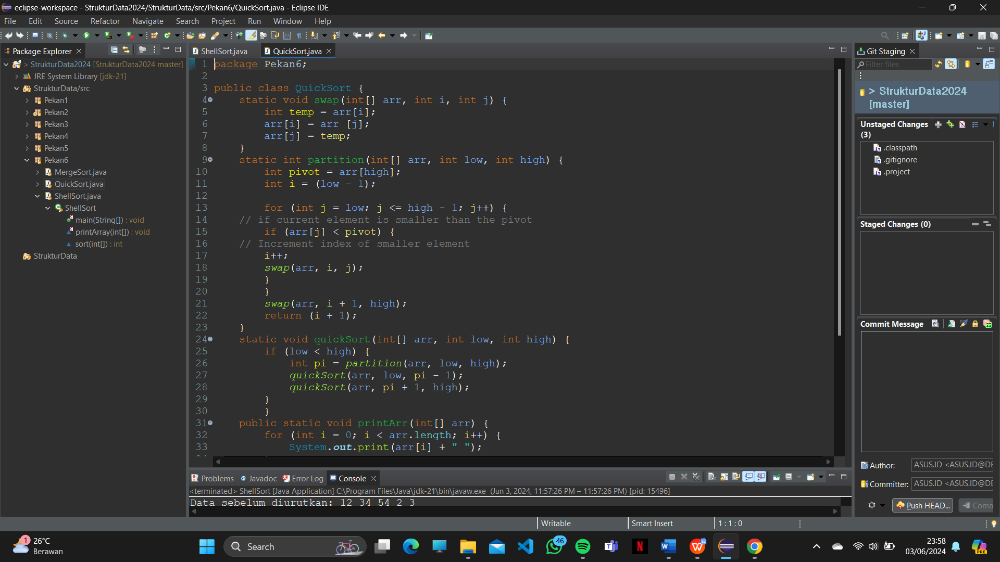 eclipse-workspace - StrukturData2024/StrukturData/src/Pekan6/QuickSort.java - Eclipse IDE
File Edit Source Refactor Navigate Search Project Run Window Help
Package Explorer
> StrukturData2024 [StrukturData2024 master]
JRE System Library [jdk-21]
StrukturData/src
Pekan1
Pekan2
Pekan3
Pekan4
Pekan5
Pekan6
MergeSort.java
QuickSort.java
ShellSort.java
ShellSort
main(String[]) : void
printArray(int[]) : void
sort(int[]) : int
StrukturData
ShellSort.java QuickSort.java
1 package Pekan6;
2
3 public class QuickSort {
4 static void swap(int[] arr, int i, int j) {
5 int temp = arr[i];
6 arr[i] = arr [j];
7 arr[j] = temp;
8 }
9 static int partition(int[] arr, int low, int high) {
10 int pivot = arr[high];
11 int i = (low - 1);
12
13 for (int j = low; j <= high - 1; j++) {
14 // if current element is smaller than the pivot
15 if (arr[j] < pivot) {
16 // Increment index of smaller element
17 i++;
18 swap(arr, i, j);
19 }
20 }
21 swap(arr, i + 1, high);
22 return (i + 1);
23 }
24 static void quickSort(int[] arr, int low, int high) {
25 if (low < high) {
26 int pi = partition(arr, low, high);
27 quickSort(arr, low, pi - 1);
28 quickSort(arr, pi + 1, high);
29 }
30 }
31 public static void printArr(int[] arr) {
32 for (int i = 0; i < arr.length; i++) {
33 System.out.print(arr[i] + " ");
Problems Javadoc Error Log Console
<terminated> ShellSort [Java Application] C:\Program Files\Java\jdk-21\bin\javaw.exe (Jun 3, 2024, 11:57:26 PM – 11:57:26 PM) [pid: 15496]
Data sebelum diurutkan: 12 34 54 2 3
Git Staging
Filter files
> StrukturData2024
[master]
Unstaged Changes
(3)
.classpath
.gitignore
.project
Staged Changes (0)
Commit Message
Author: ASUS.ID <ASUS.ID@DE
Committer: ASUS.ID <ASUS.ID@DE
Push HEAD... Comm
Writable Smart Insert 1 : 1 : 0
1
26°C
Berawan
Search
46
23:58
03/06/2024
PRE